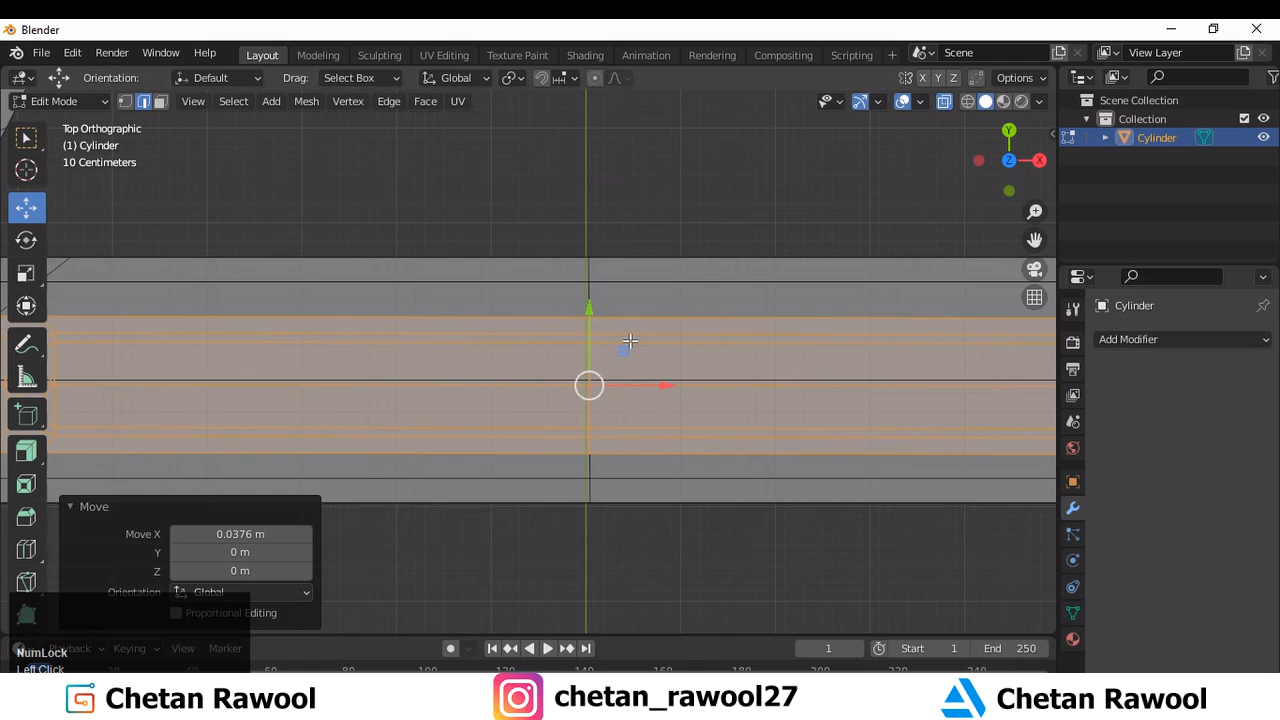 Blender
File Edit Render Window Help Layout Modeling Sculpting UV Editing Texture Paint Shading Animation Rendering Compositing Scripting + Scene View Layer
Orientation: Default Drag: Select Box Global X Y Z Options
Edit Mode View Select Add Mesh Vertex Edge Face UV
Scene Collection
Collection
Cylinder
Top Orthographic
(1) Cylinder
10 Centimeters
Y
Z X
Cylinder
Add Modifier
Move
Move X 0.0376 m
Y 0 m
Z 0 m
Orientation Global
Proportional Editing
Playback Keying View Marker 1 Start 1 End 250
NumLock
Left Click
Chetan Rawool chetan_rawool27 Chetan Rawool